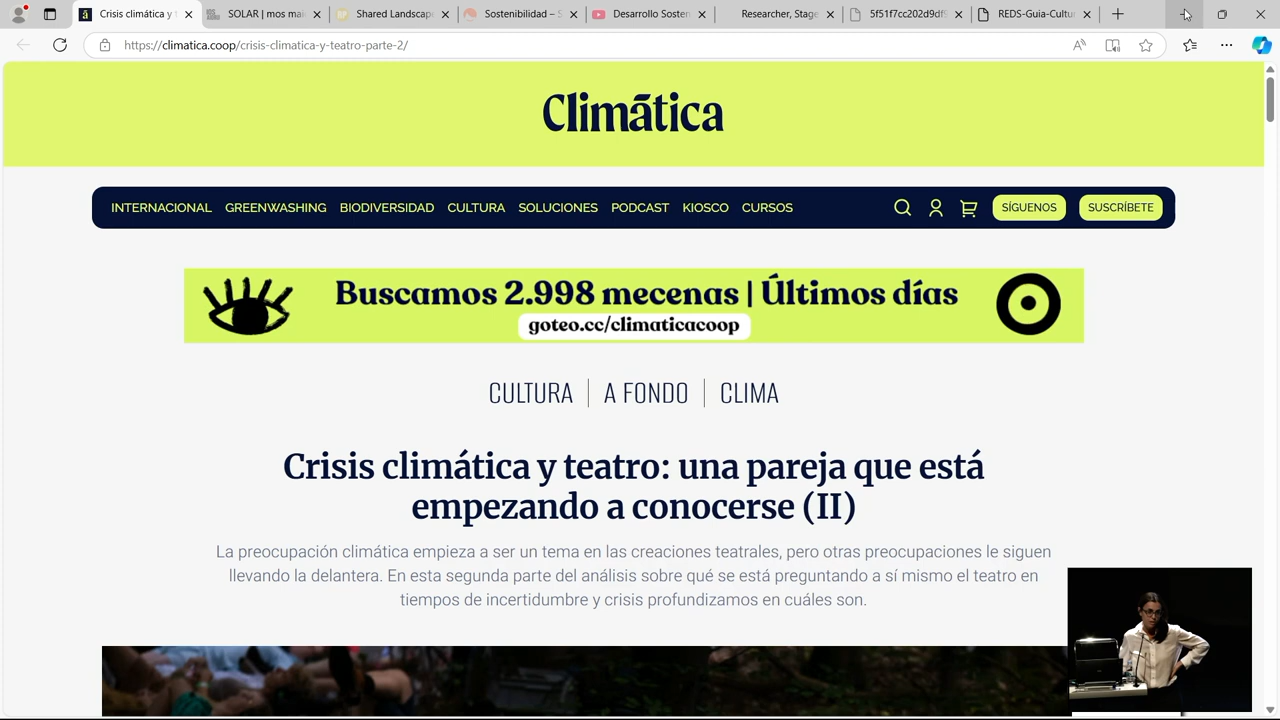 Crisis climática y t
SOLAR | mos mai
Shared Landscape
Sostenibilidad – S
Desarrollo Sosten
Researcher, Stage
REDS-Guia-Cultur
https://climatica.coop/crisis-climatica-y-teatro-parte-2/
Climática
INTERNACIONAL GREENWASHING BIODIVERSIDAD CULTURA SOLUCIONES PODCAST KIOSCO CURSOS SÍGUENOS SUSCRÍBETE
Buscamos 2.998 mecenas | Últimos días
goteo.cc/climaticacoop
CULTURA | A FONDO | CLIMA
Crisis climática y teatro: una pareja que está
empezando a conocerse (II)
La preocupación climática empieza a ser un tema en las creaciones teatrales, pero otras preocupaciones le siguen
llevando la delantera. En esta segunda parte del análisis sobre qué se está preguntando a sí mismo el teatro en
tiempos de incertidumbre y crisis profundizamos en cuáles son.